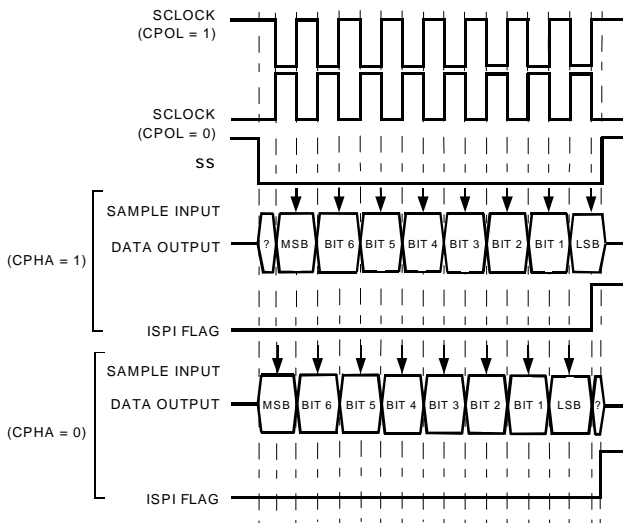 SCLOCK
(CPOL = 1)
SCLOCK
(CPOL = 0)
SS
SAMPLE INPUT
DATA OUTPUT
(CPHA = 1)
? MSB BIT 6 BIT 5 BIT 4 BIT 3 BIT 2 BIT 1 LSB
ISPI FLAG
SAMPLE INPUT
DATA OUTPUT
MSB BIT 6 BIT 5 BIT 4 BIT 3 BIT 2 BIT 1 LSB ?
(CPHA = 0)
ISPI FLAG